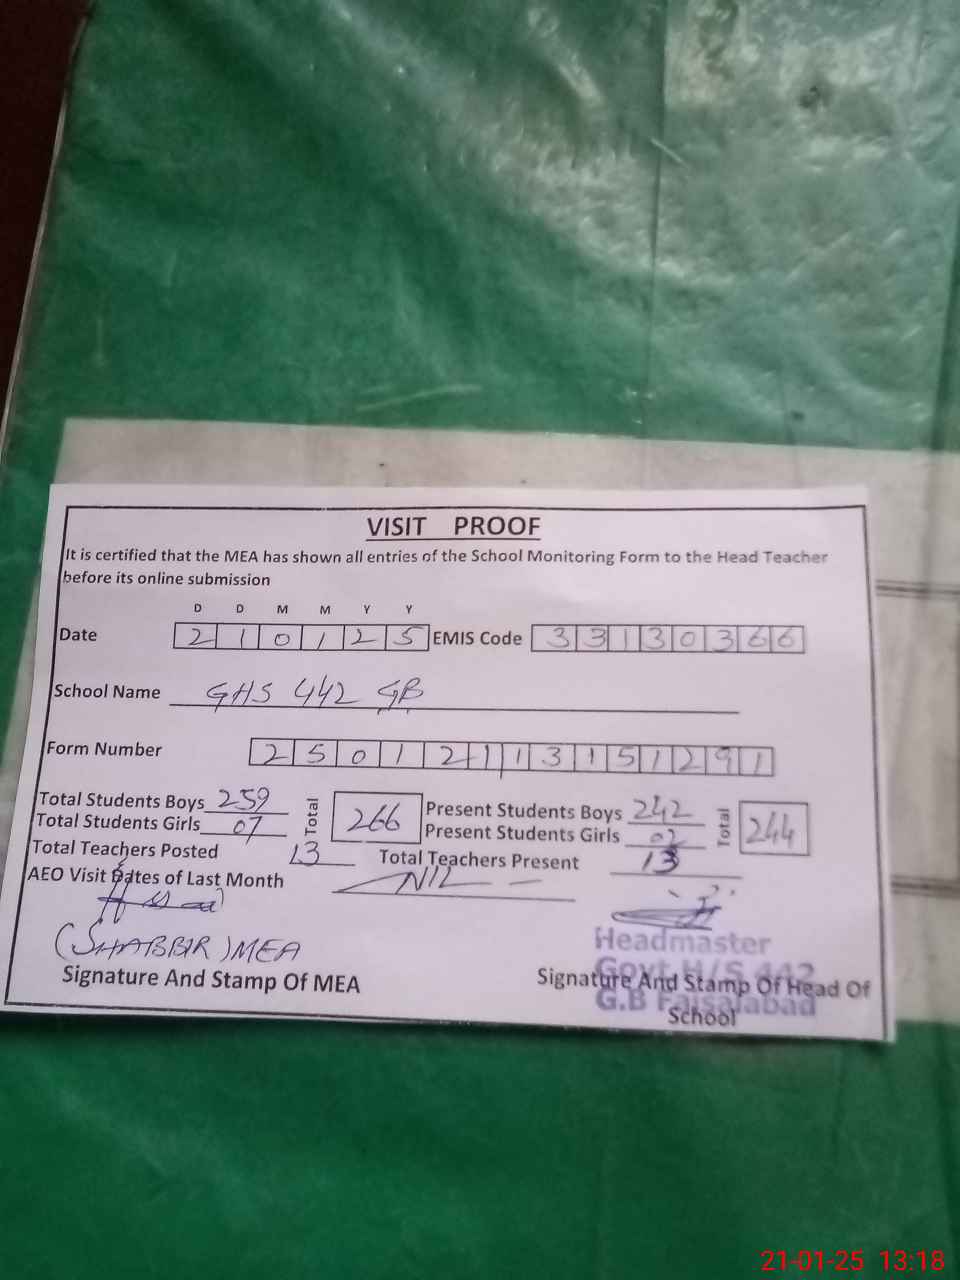 VISIT PROOF
It is certified that the MEA has shown all entries of the School Monitoring Form to the Head Teacher
before its online submission
D D M M Y Y
Date 2 1 0 1 2 5 EMIS Code 3 3 1 3 0 3 6 6
School Name GHS 442 GB
Form Number 2 5 0 1 2 1 1 3 1 5 1 2 9 1
Total Students Boys 259 Total 266 Present Students Boys 242 Total 244
Total Students Girls 07 Present Students Girls 02
Total Teachers Posted 13 Total Teachers Present 13
AEO Visit Dates of Last Month NIL
(SHABBIR) MEA
Headmaster
Govt H/S 442
G.B Faisalabad
Signature And Stamp Of MEA Signature And Stamp Of Head Of
School
21-01-25 13:18